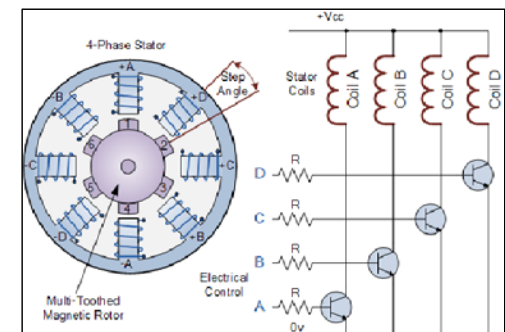 +Vcc
4-Phase Stator
+A
-B
+D
Step
Angle
Stator
Coils
Coil A
Coil B
Coil C
Coil D
1
2
3
4
5
6
-C
+C
-D
+B
-A
D
R
C
R
B
R
A
R
Electrical
Control
Multi-Toothed
Magnetic Rotor
0v